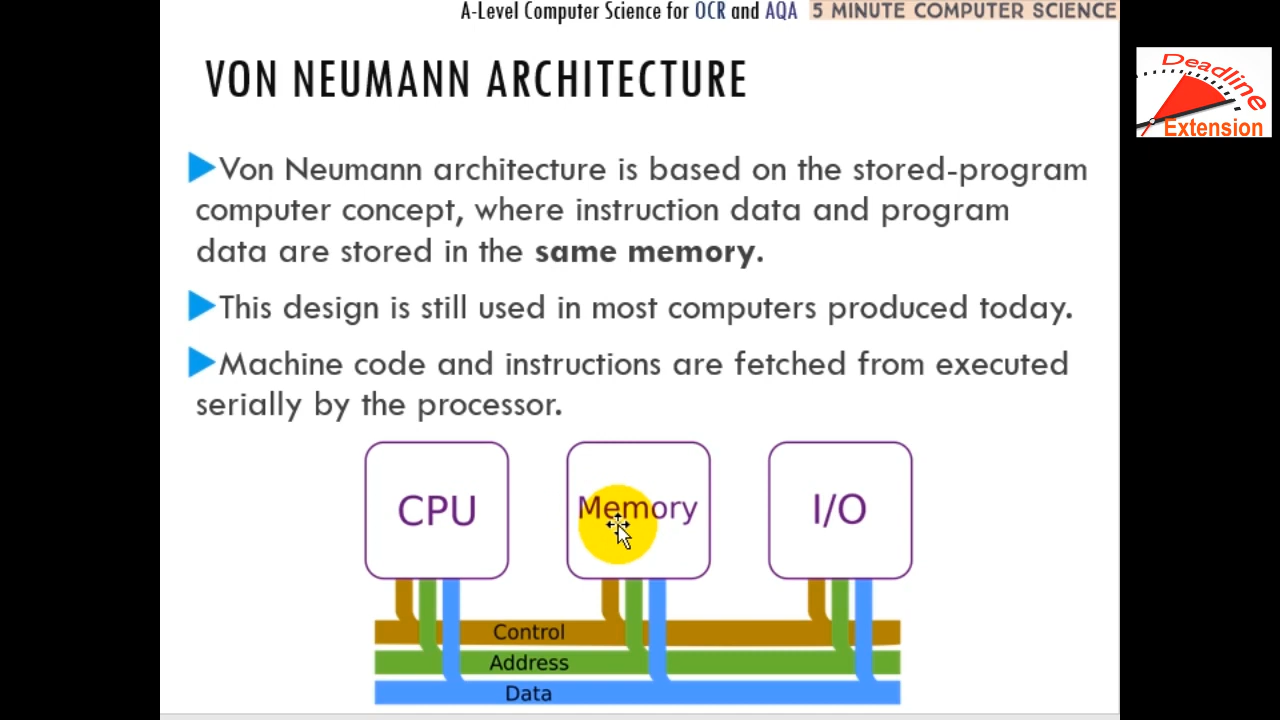 A-Level Computer Science for OCR and AQA 5 MINUTE COMPUTER SCIENCE
Deadline
Extension
VON NEUMANN ARCHITECTURE
Von Neumann architecture is based on the stored-program
computer concept, where instruction data and program
data are stored in the same memory.
This design is still used in most computers produced today.
Machine code and instructions are fetched from executed
serially by the processor.
CPU
Memory
I/O
Control
Address
Data